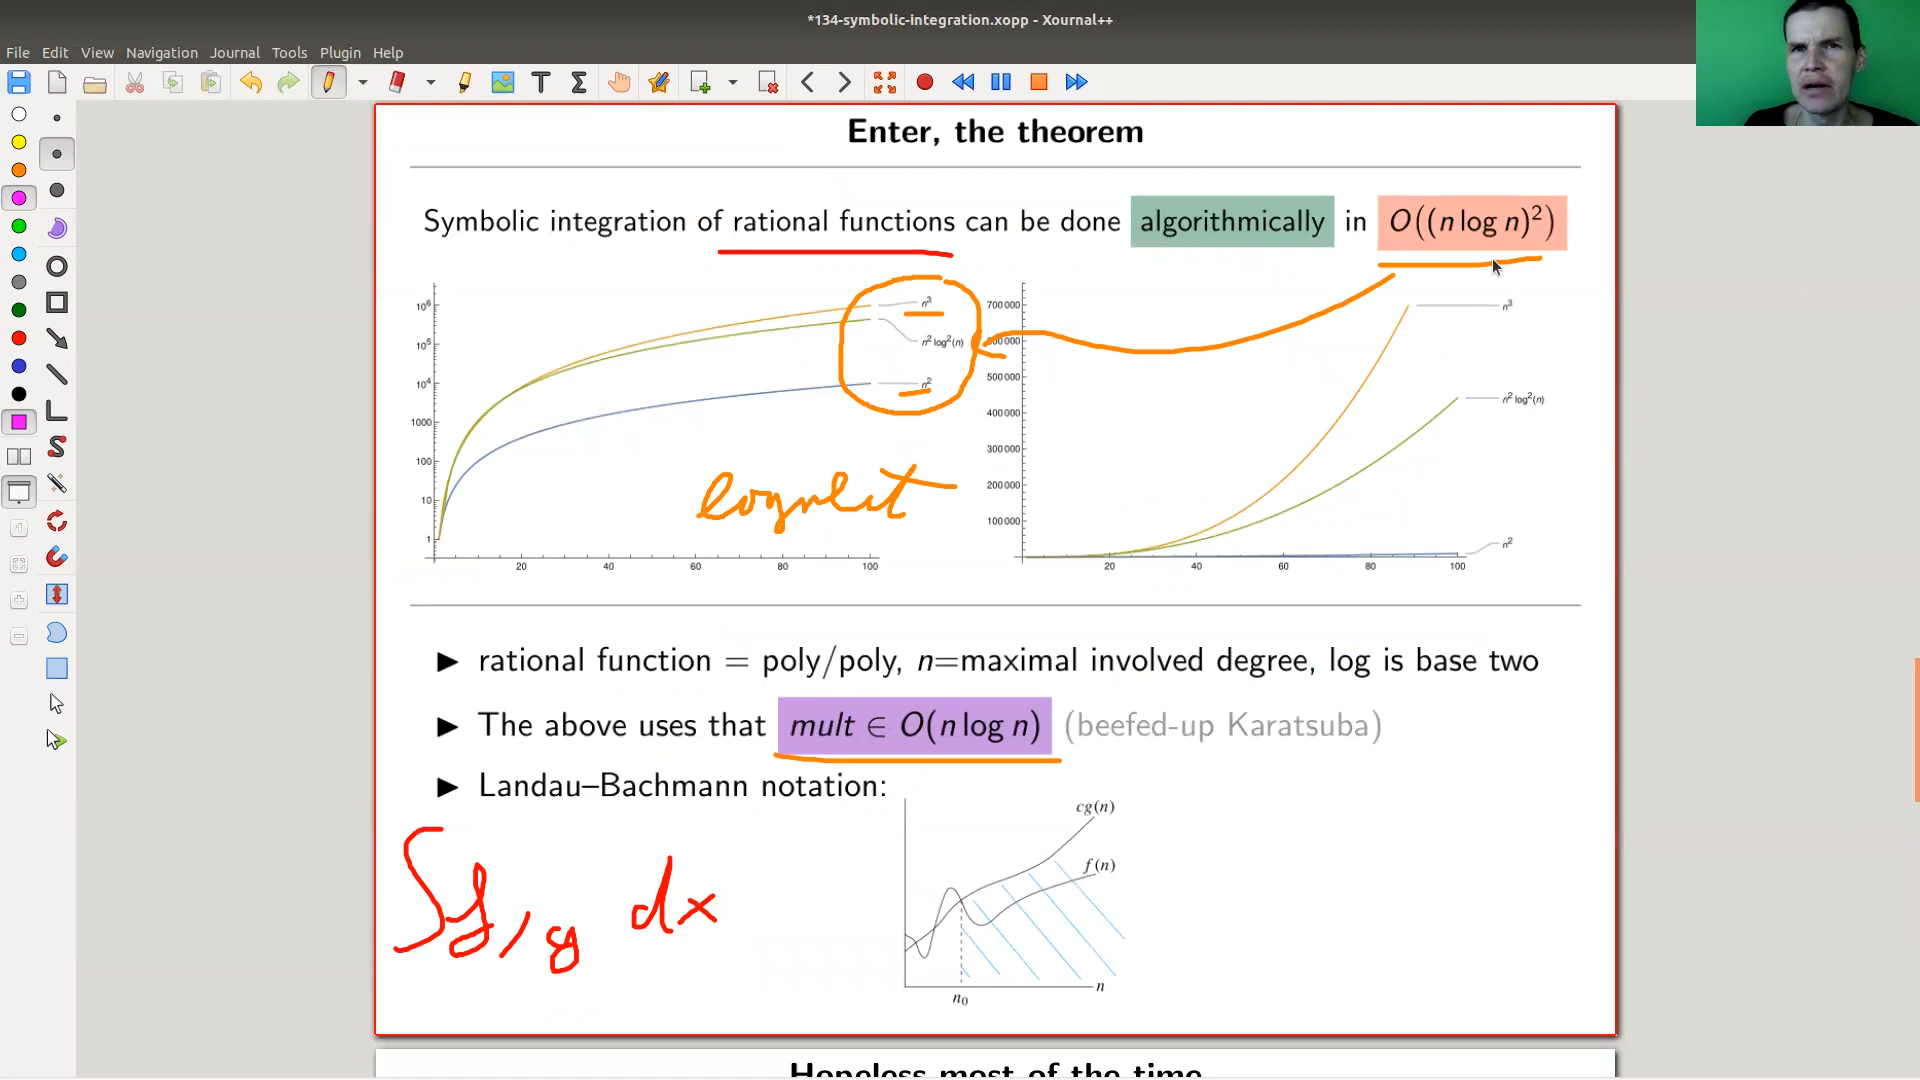 *134-symbolic-integration.xopp - Xournal++
File Edit View Navigation Journal Tools Plugin Help
Enter, the theorem
Symbolic integration of rational functions can be done algorithmically in O((n log n)²)
10⁶
10⁵
10⁴
1000
100
10
1
20 40 60 80 100
n³
n² log²(n)
n²
700 000
600 000
500 000
400 000
300 000
200 000
100 000
20 40 60 80 100
n³
n² log²(n)
n²
▶ rational function = poly/poly, n=maximal involved degree, log is base two
▶ The above uses that mult ∈ O(n log n) (beefed-up Karatsuba)
▶ Landau–Bachmann notation:
cg(n)
f(n)
n
n₀
∫f/g dx
Hopeless most of the time